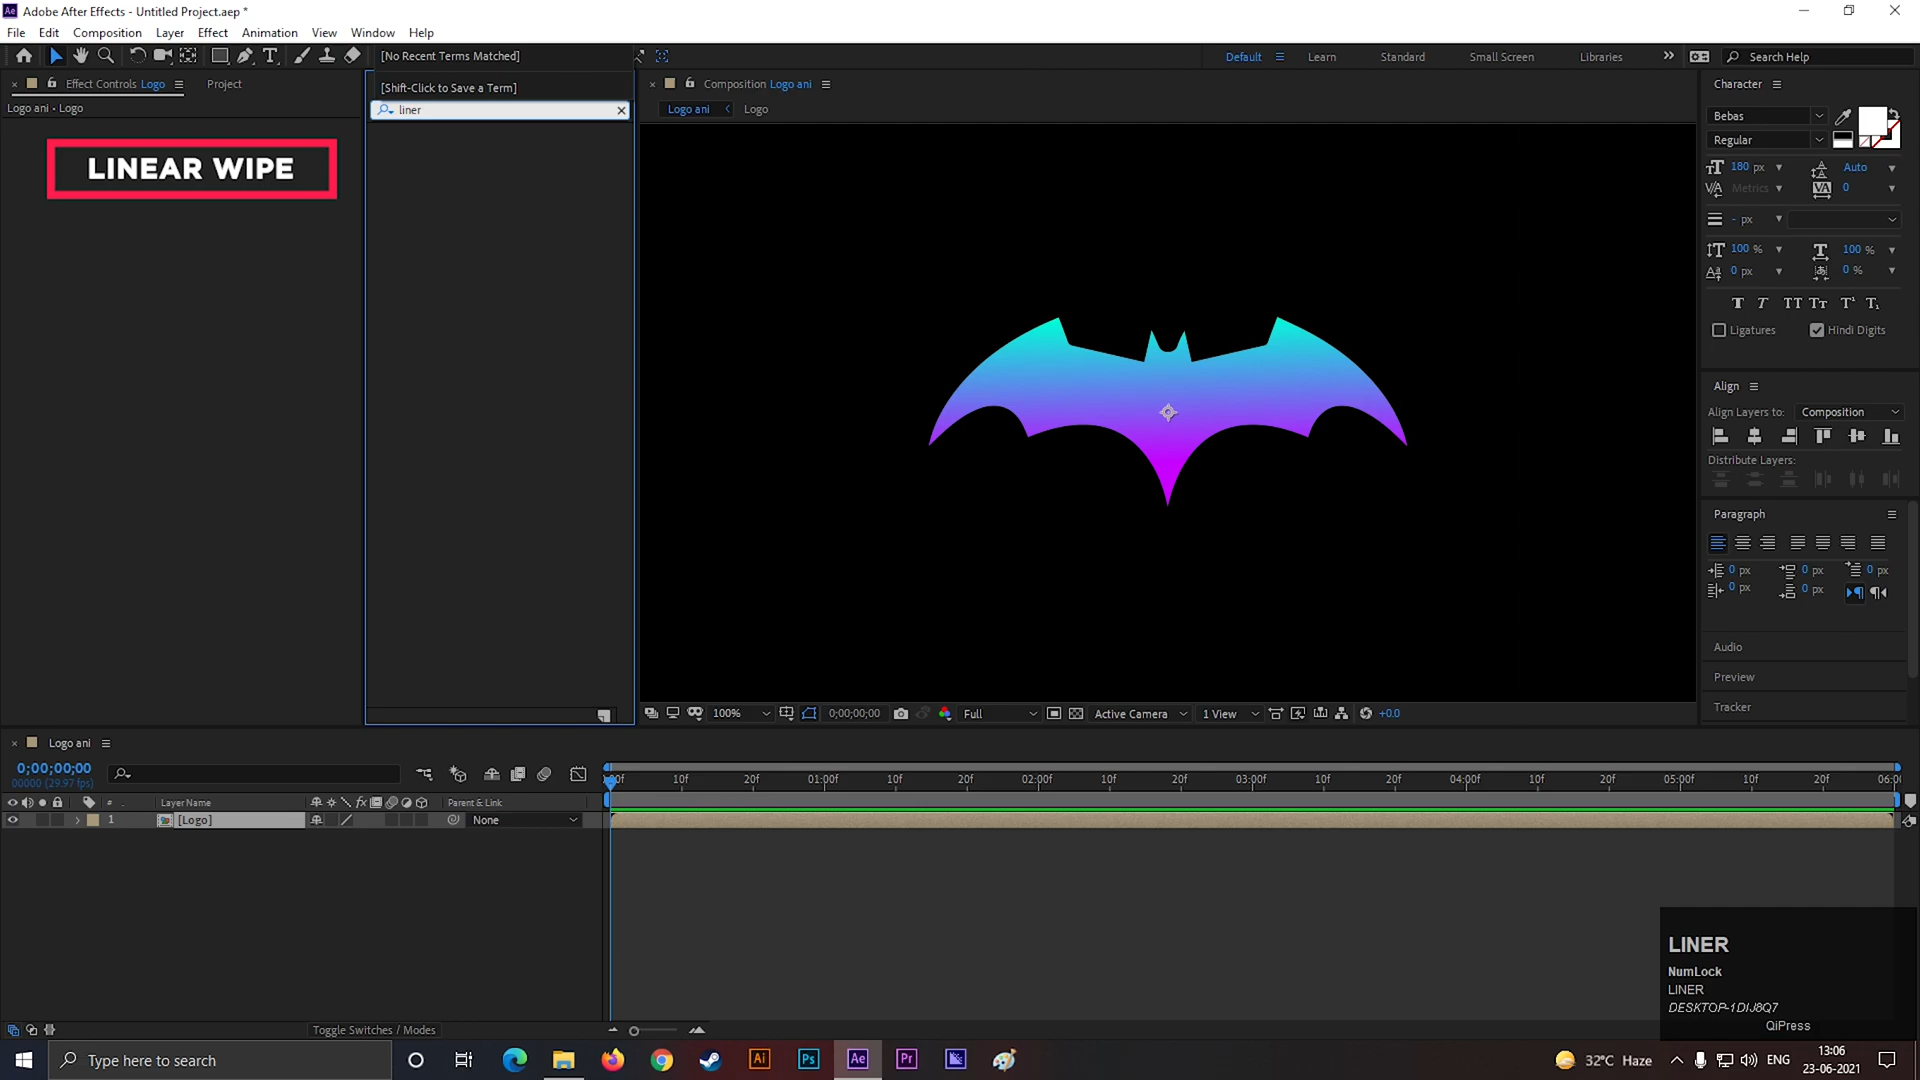 Adobe After Effects - Untitled Project.aep *
File Edit Composition Layer Effect Animation View Window Help
[No Recent Terms Matched]
Default Learn Standard Small Screen Libraries Search Help
Effect Controls Logo Project
[Shift-Click to Save a Term]
Composition Logo ani
Character
Logo ani • Logo
liner
Logo ani Logo
Bebas
Regular
LINEAR WIPE
180 px Auto
Metrics 0
- px
100 % 100 %
0 px 0 %
Ligatures Hindi Digits
Align
Align Layers to: Composition
Distribute Layers:
Paragraph
0 px 0 px 0 px
0 px 0 px
Audio
Preview
Tracker
100% 0;00;00;00 Full Active Camera 1 View +0.0
Logo ani
0;00;00;00
00000 (29.97 fps)
:00f 10f 20f 01:00f 10f 20f 02:00f 10f 20f 03:00f 10f 20f 04:00f 10f 20f 05:00f 10f 20f 06:0
# Layer Name Parent & Link
1 [Logo] None
LINER
NumLock
LINER
DESKTOP-1DIJ8Q7
QiPress
Toggle Switches / Modes
Type here to search
Ai Ps Ae Pr
32°C Haze ENG 13:06
23-06-2021